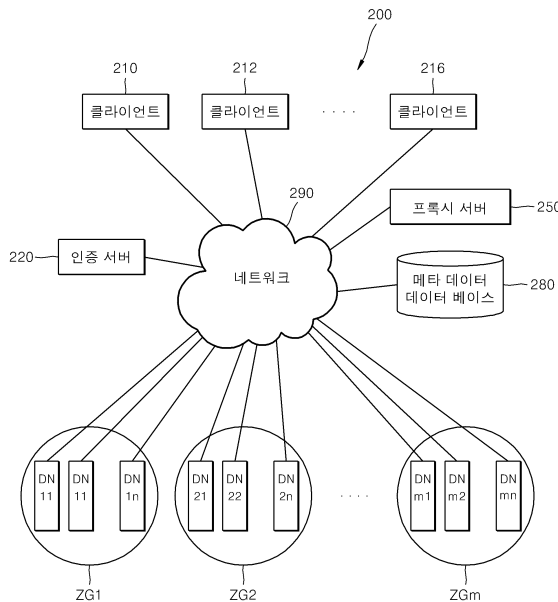 200
210
212
216
클라이언트
클라이언트
. . . .
클라이언트
290
프록시 서버
250
220
인증 서버
네트워크
메타 데이터
데이터 베이스
280
DN
11
DN
11
DN
1n
DN
21
DN
22
DN
2n
. . . .
DN
m1
DN
m2
DN
mn
ZG1
ZG2
ZGm